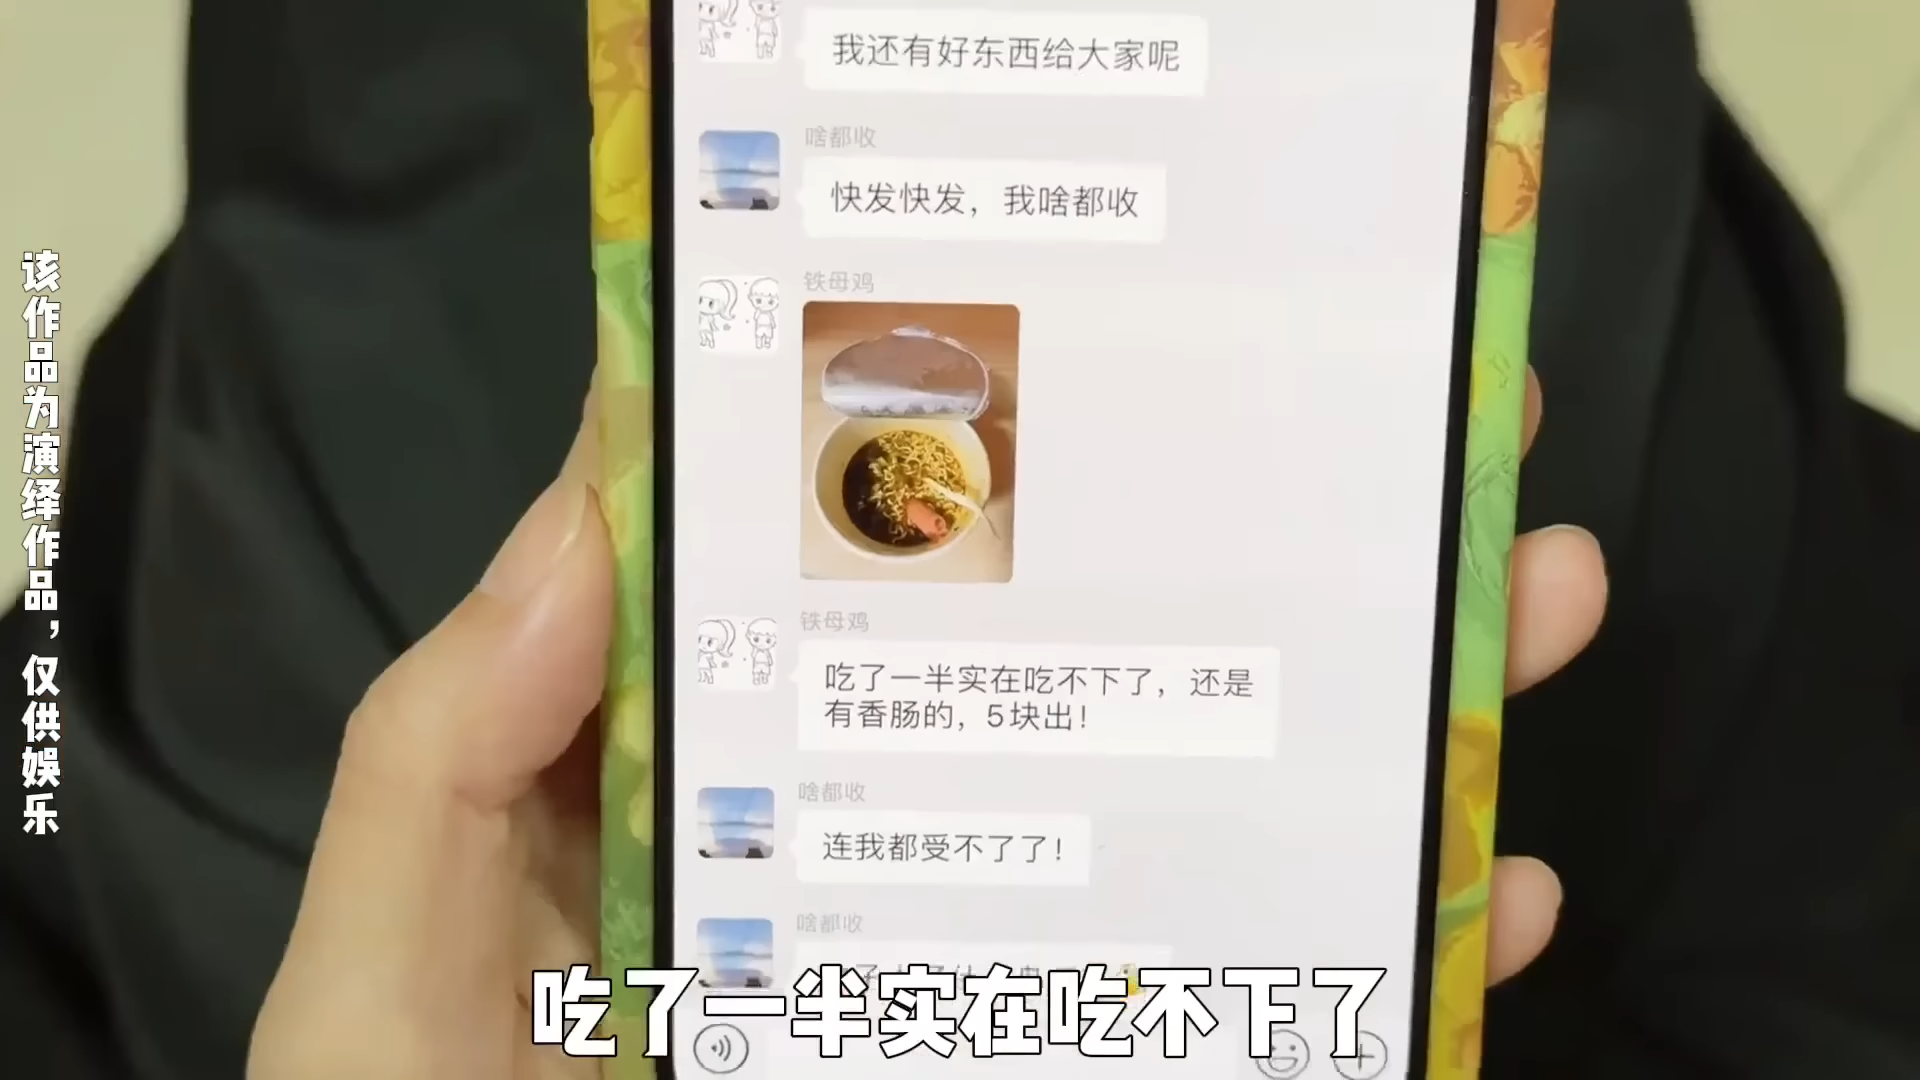 我还有好东西给大家呢
啥都收
快发快发，我啥都收
铁母鸡
铁母鸡
吃了一半实在吃不下了，还是
有香肠的，5块出！
啥都收
连我都受不了了！
啥都收
吃了一半实在吃不下了
该作品为演绎作品，仅供娱乐